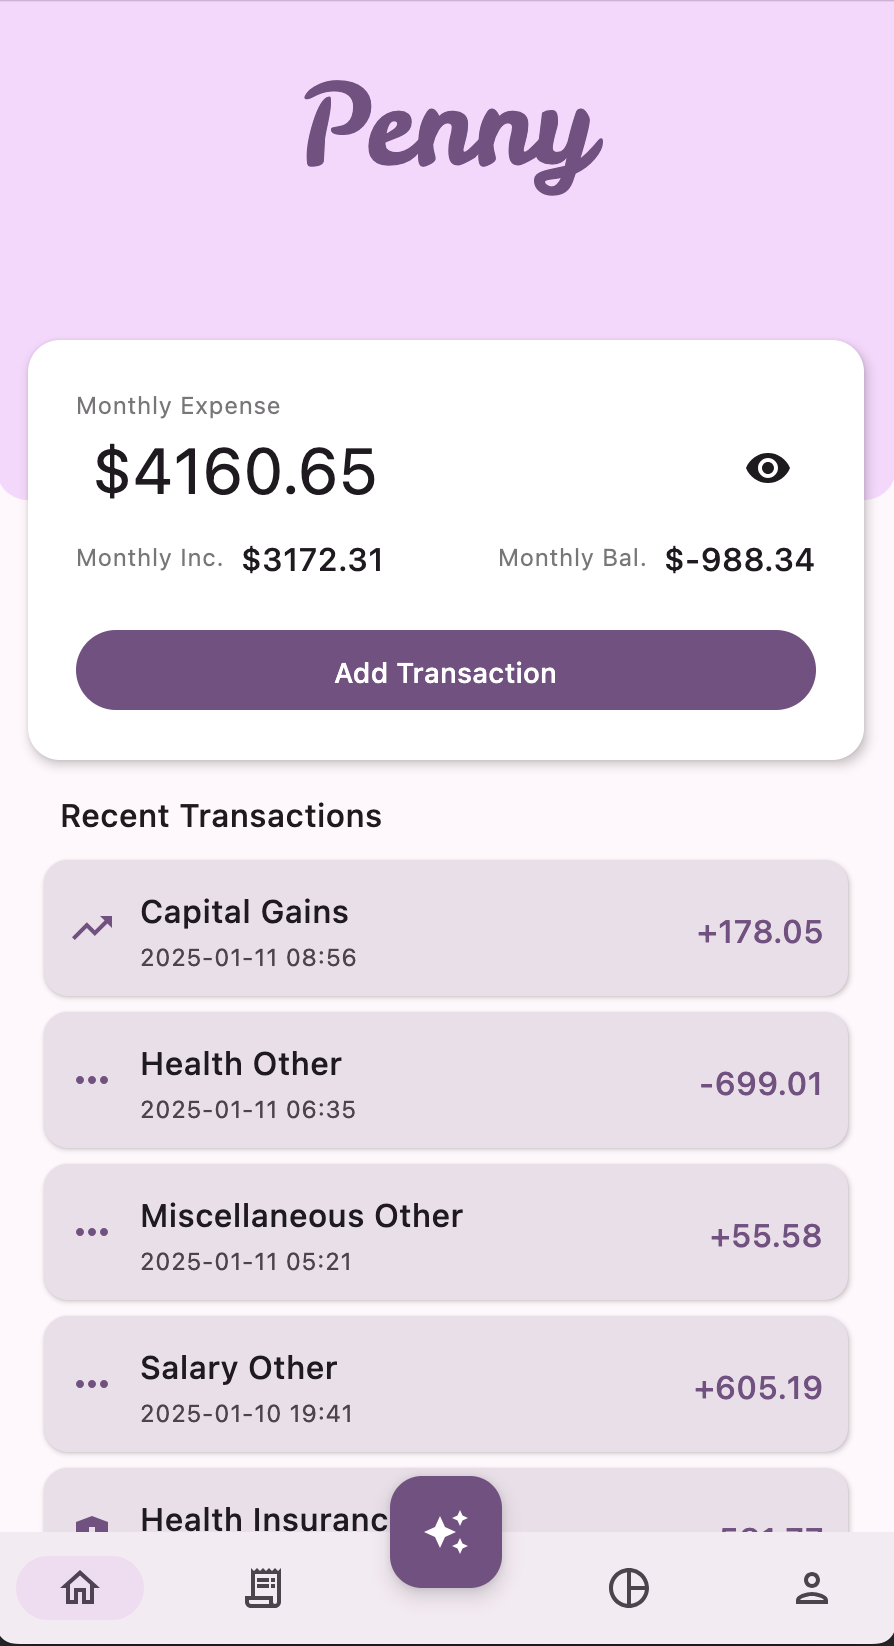 Penny
Monthly Expense
$4160.65
Monthly Inc. $3172.31 Monthly Bal. $-988.34
Add Transaction
Recent Transactions
Capital Gains
2025-01-11 08:56
+178.05
Health Other
2025-01-11 06:35
-699.01
Miscellaneous Other
2025-01-11 05:21
+55.58
Salary Other
2025-01-10 19:41
+605.19
Health Insuranc